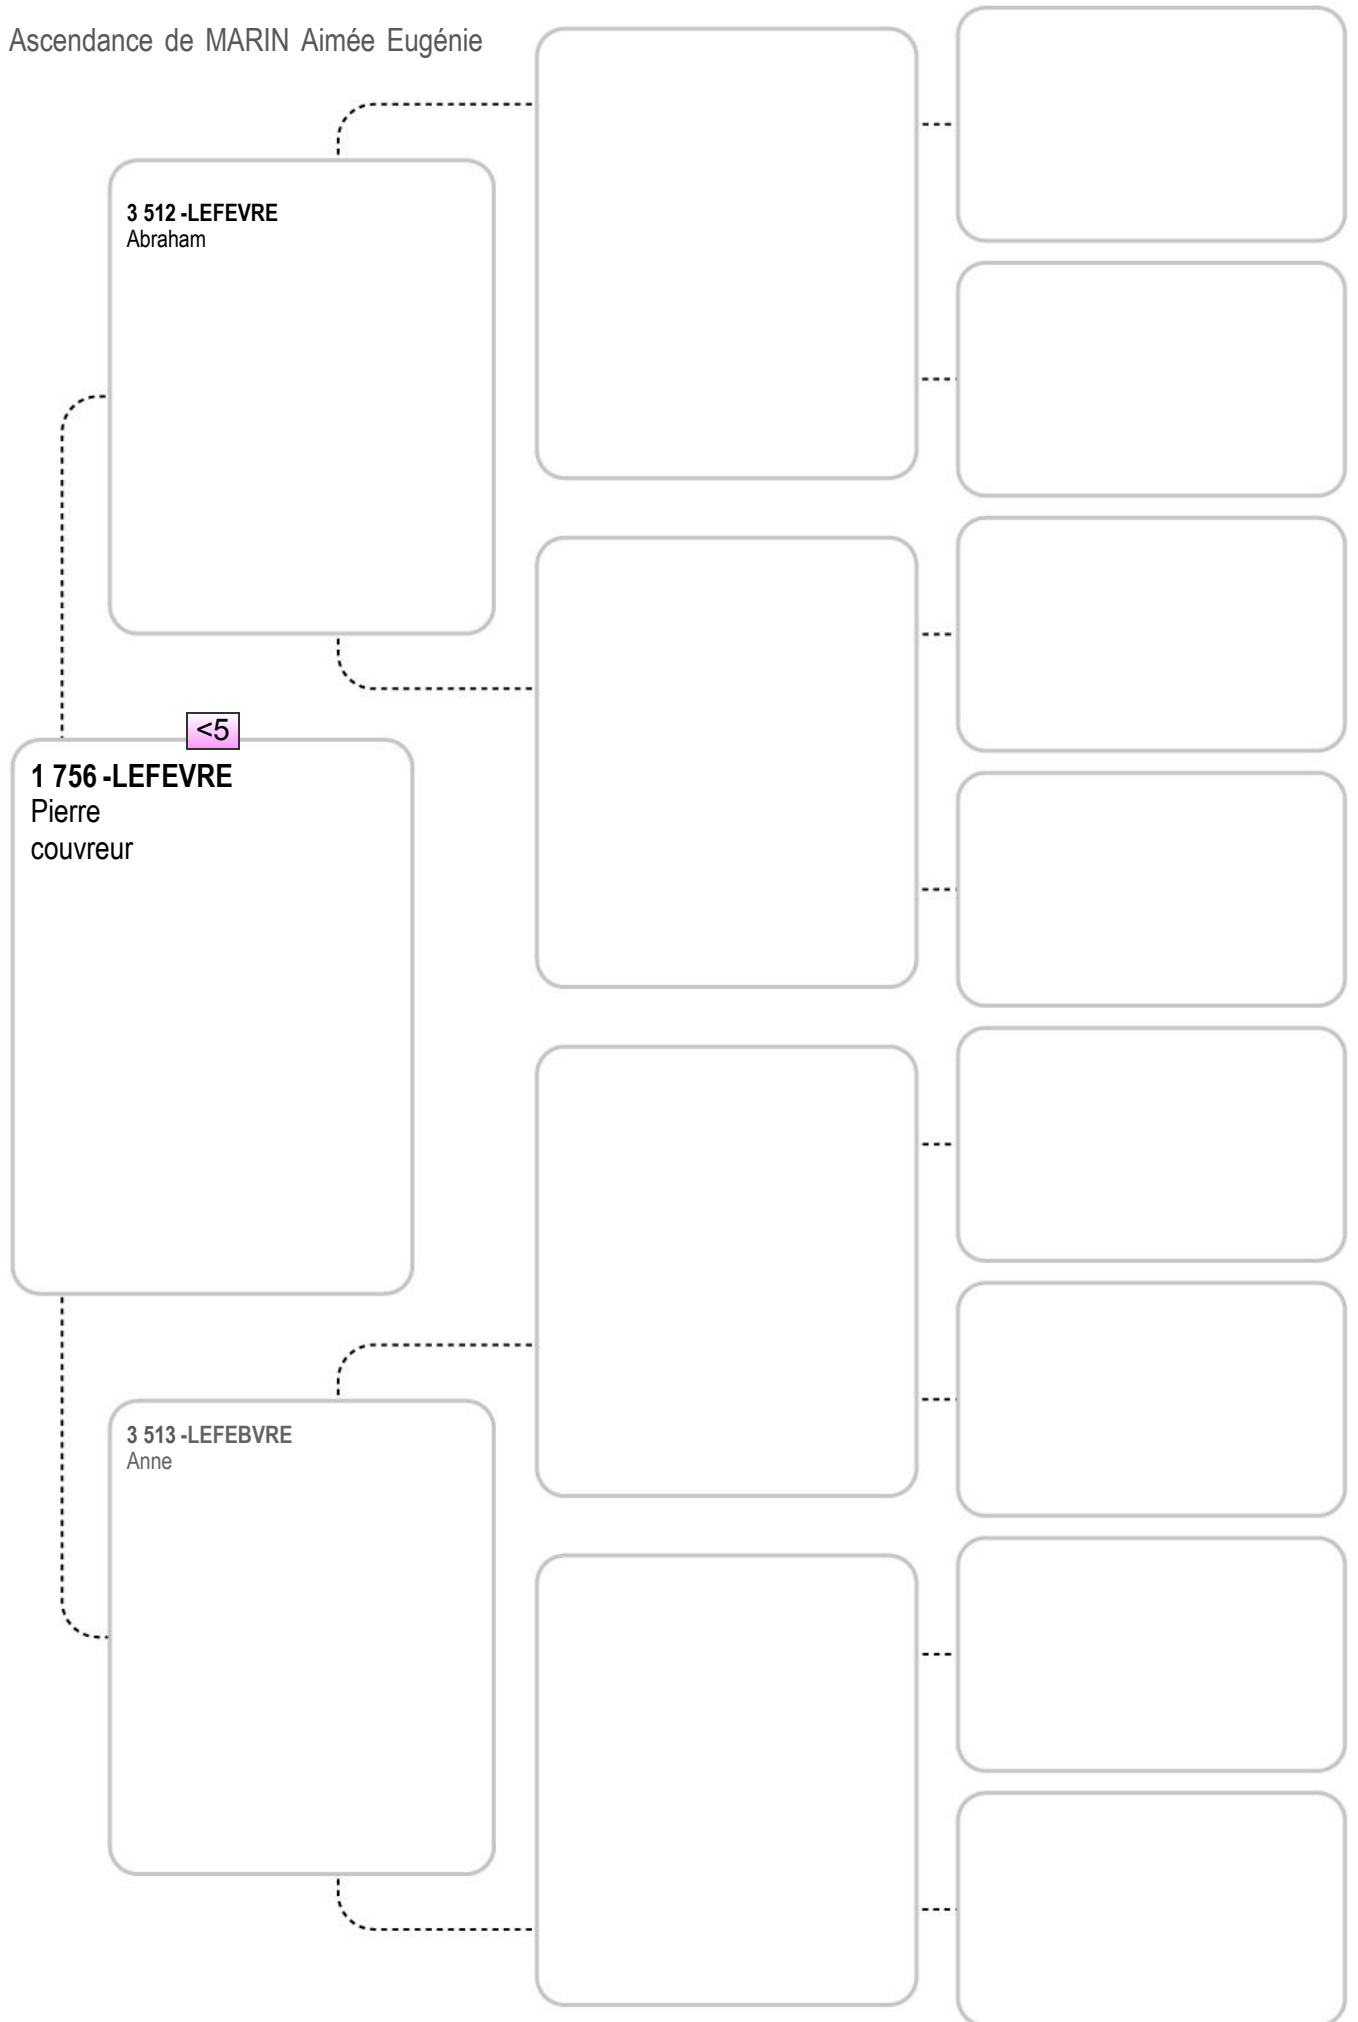 Ascendance de MARIN Aimée Eugénie
3 512 -LEFEVRE
Abraham
<5
1 756 -LEFEVRE
Pierre
couvreur
3 513 -LEFEBVRE
Anne